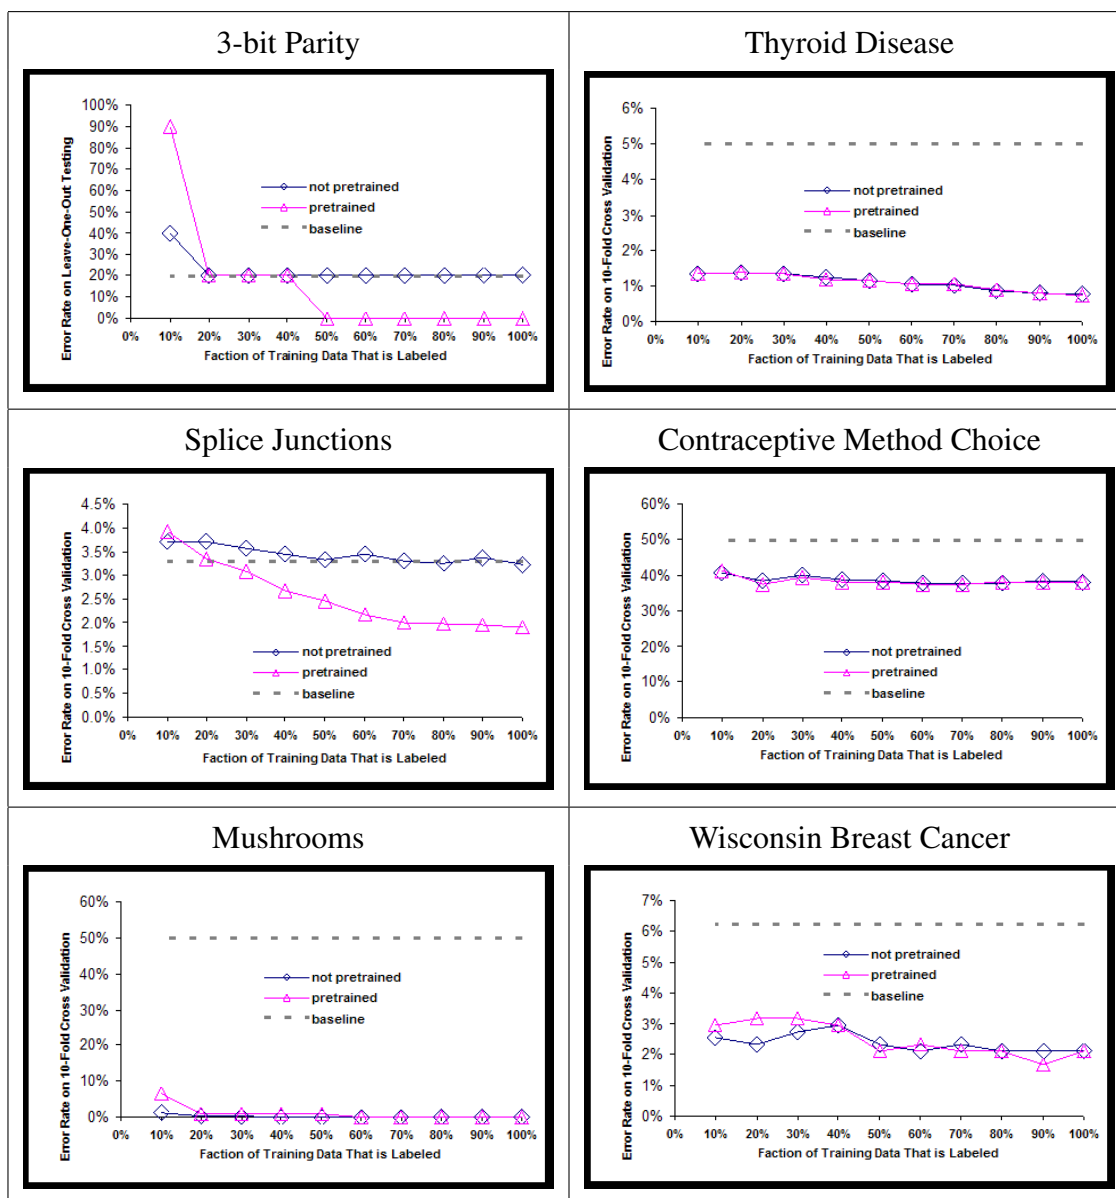 3-bit Parity
Error Rate on Leave-One-Out Testing
100%
90%
80%
70%
60%
50%
40%
30%
20%
10%
0%
not pretrained
pretrained
baseline
0% 10% 20% 30% 40% 50% 60% 70% 80% 90% 100%
Faction of Training Data That is Labeled
Thyroid Disease
Error Rate on 10-Fold Cross Validation
6%
5%
4%
3%
2%
1%
0%
not pretrained
pretrained
baseline
0% 10% 20% 30% 40% 50% 60% 70% 80% 90% 100%
Faction of Training Data That is Labeled
Splice Junctions
Error Rate on 10-Fold Cross Validation
4.5%
4.0%
3.5%
3.0%
2.5%
2.0%
1.5%
1.0%
0.5%
0.0%
not pretrained
pretrained
baseline
0% 10% 20% 30% 40% 50% 60% 70% 80% 90% 100%
Faction of Training Data That is Labeled
Contraceptive Method Choice
Error Rate on 10-Fold Cross Validation
60%
50%
40%
30%
20%
10%
0%
not pretrained
pretrained
baseline
0% 10% 20% 30% 40% 50% 60% 70% 80% 90% 100%
Faction of Training Data That is Labeled
Mushrooms
Error Rate on 10-Fold Cross Validation
60%
50%
40%
30%
20%
10%
0%
not pretrained
pretrained
baseline
0% 10% 20% 30% 40% 50% 60% 70% 80% 90% 100%
Faction of Training Data That is Labeled
Wisconsin Breast Cancer
Error Rate on 10-Fold Cross Validation
7%
6%
5%
4%
3%
2%
1%
0%
not pretrained
pretrained
baseline
0% 10% 20% 30% 40% 50% 60% 70% 80% 90% 100%
Faction of Training Data That is Labeled